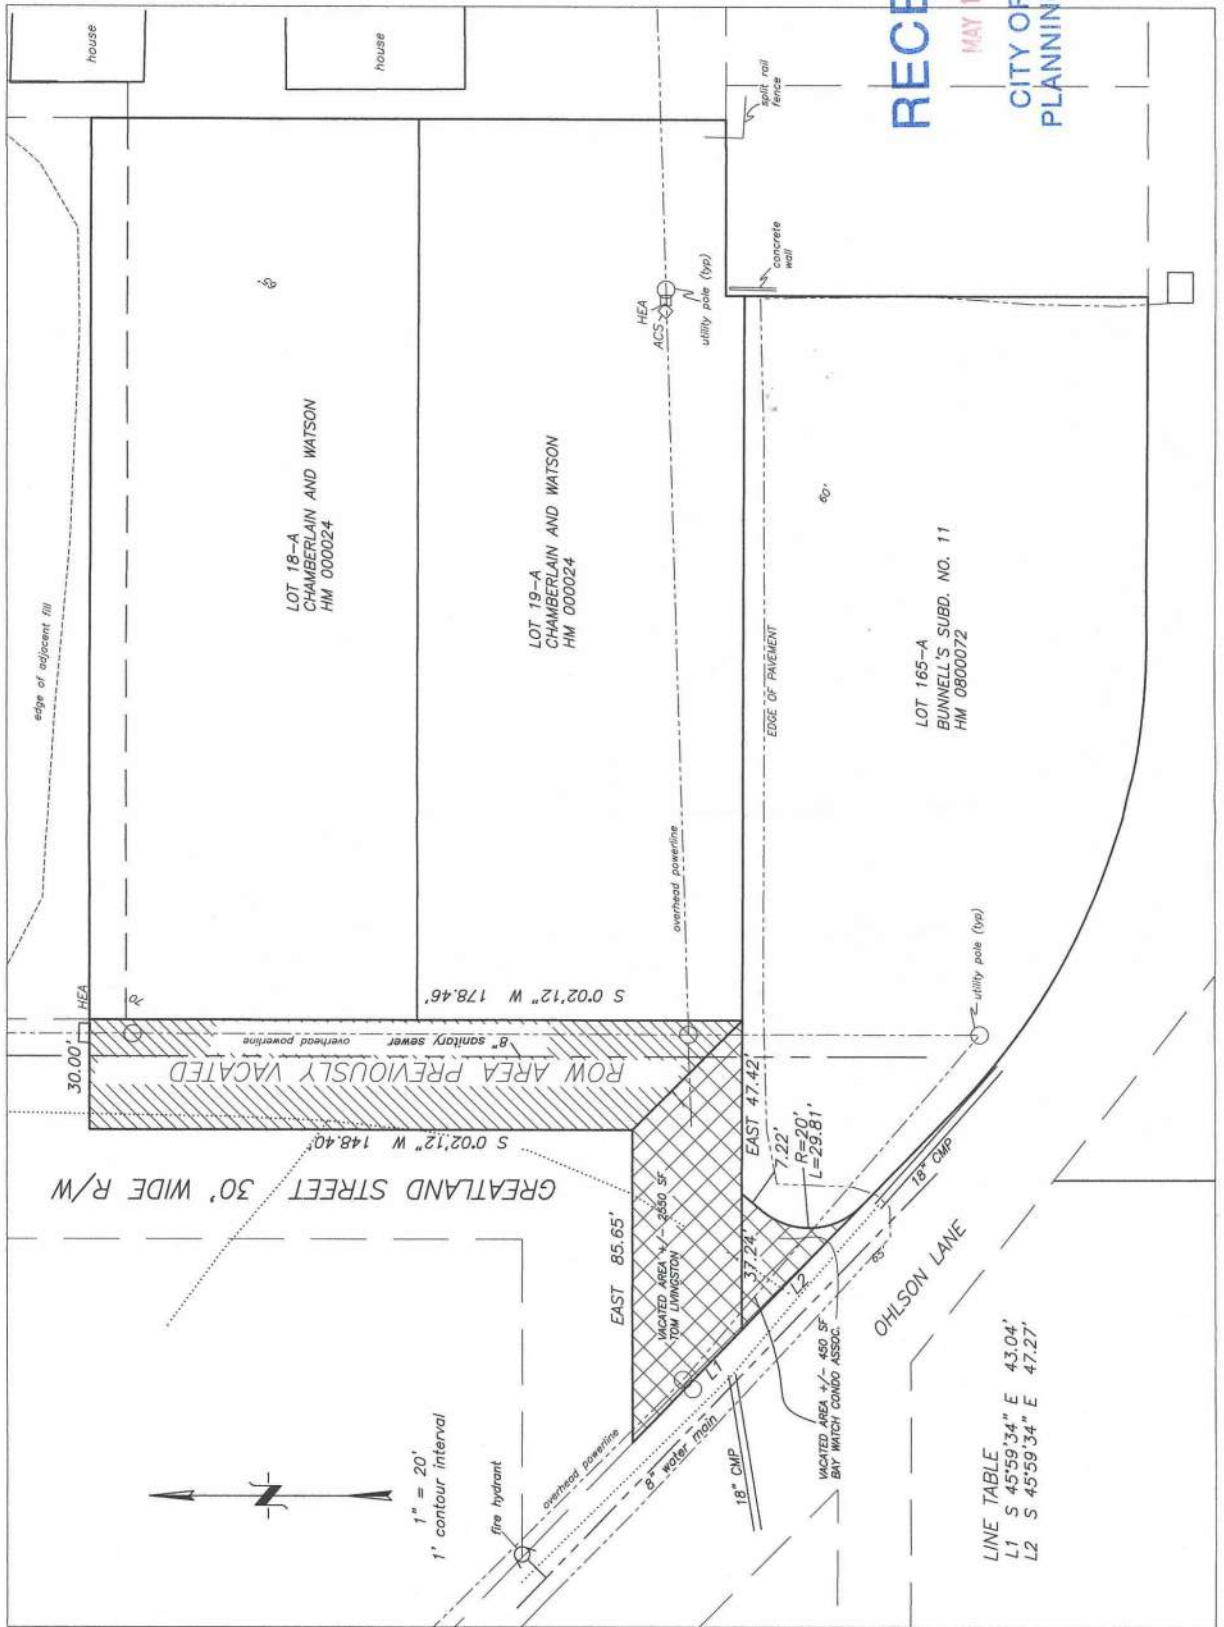 house
house
RECE
MAY 1
CITY OF
PLANNIN
split rail
fence
edge of adjacent fill
concrete
wall
HEA
ACS
utility pole (typ)
LOT 18-A
CHAMBERLAIN AND WATSON
HM 000024
LOT 19-A
CHAMBERLAIN AND WATSON
HM 000024
60'
EDGE OF PAVEMENT
LOT 165-A
BUNNELL'S SUBD. NO. 11
HM 0800072
overhead powerline
utility pole (typ)
HEA
30.00'
70'
S 0°02'12" W 178.46'
8" sanitary sewer
overhead powerline
ROW AREA PREVIOUSLY VACATED
S 0°02'12" W 148.40'
GREATLAND STREET 30' WIDE R/W
EAST 47.42'
7.22'
R=20'
L=29.81'
18" CMP
EAST 85.65'
VACATED AREA +/- 2550 SF
TOM LIVINGSTON
37.24'
L2
65'
OHLSON LANE
L1
VACATED AREA +/- 450 SF
BAY WATCH CONDO ASSOC.
18" CMP
8" water main
overhead powerline
fire hydrant
N
1" = 20'
1' contour interval
LINE TABLE
L1 S 45°59'34" E 43.04'
L2 S 45°59'34" E 47.27'